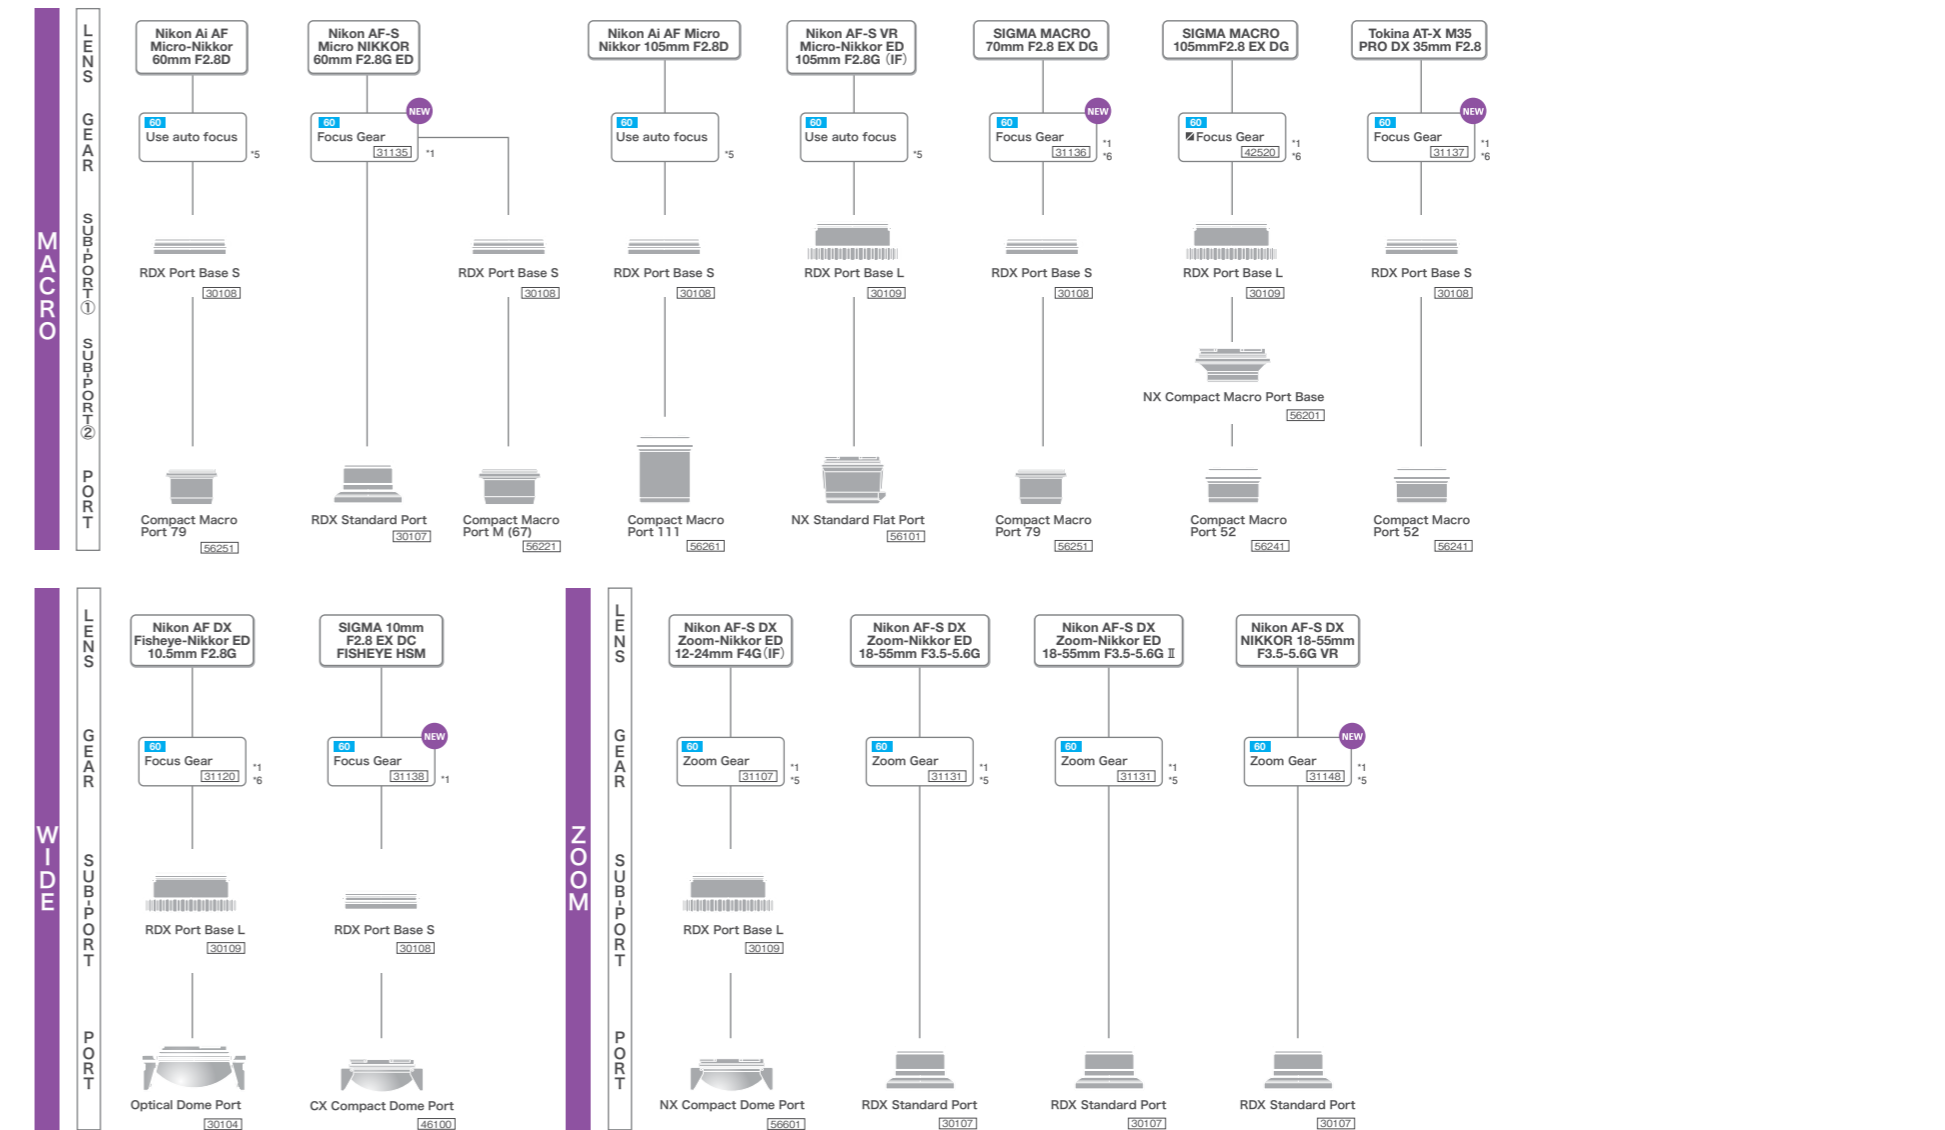 MACRO
LENS
GEAR
SUB-PORT①
SUB-PORT②
PORT
Nikon Ai AF
Micro-Nikkor
60mm F2.8D
60
Use auto focus
*5
RDX Port Base S
30108
Compact Macro
Port 79
56251
Nikon AF-S
Micro NIKKOR
60mm F2.8G ED
NEW
60
Focus Gear
31135
*1
RDX Standard Port
30107
RDX Port Base S
30108
Compact Macro
Port M (67)
56221
Nikon Ai AF Micro
Nikkor 105mm F2.8D
60
Use auto focus
*5
RDX Port Base S
30108
Compact Macro
Port 111
56261
Nikon AF-S VR
Micro-Nikkor ED
105mm F2.8G (IF)
60
Use auto focus
*5
RDX Port Base L
30109
NX Standard Flat Port
56101
SIGMA MACRO
70mm F2.8 EX DG
NEW
60
Focus Gear
31136
*1
*6
RDX Port Base S
30108
Compact Macro
Port 79
56251
SIGMA MACRO
105mmF2.8 EX DG
60
Focus Gear
42520
*1
*6
RDX Port Base L
30109
NX Compact Macro Port Base
56201
Compact Macro
Port 52
56241
Tokina AT-X M35
PRO DX 35mm F2.8
NEW
60
Focus Gear
31137
*1
*6
RDX Port Base S
30108
Compact Macro
Port 52
56241
WIDE
LENS
GEAR
SUB-PORT
PORT
Nikon AF DX
Fisheye-Nikkor ED
10.5mm F2.8G
60
Focus Gear
31120
*1
*6
RDX Port Base L
30109
Optical Dome Port
30104
SIGMA 10mm
F2.8 EX DC
FISHEYE HSM
NEW
60
Focus Gear
31138
*1
RDX Port Base S
30108
CX Compact Dome Port
46100
ZOOM
LENS
GEAR
SUB-PORT
PORT
Nikon AF-S DX
Zoom-Nikkor ED
12-24mm F4G(IF)
60
Zoom Gear
31107
*1
*5
RDX Port Base L
30109
NX Compact Dome Port
56601
Nikon AF-S DX
Zoom-Nikkor ED
18-55mm F3.5-5.6G
60
Zoom Gear
31131
*1
*5
RDX Standard Port
30107
Nikon AF-S DX
Zoom-Nikkor ED
18-55mm F3.5-5.6G Ⅱ
60
Zoom Gear
31131
*1
*5
RDX Standard Port
30107
Nikon AF-S DX
NIKKOR 18-55mm
F3.5-5.6G VR
NEW
60
Zoom Gear
31148
*1
*5
RDX Standard Port
30107